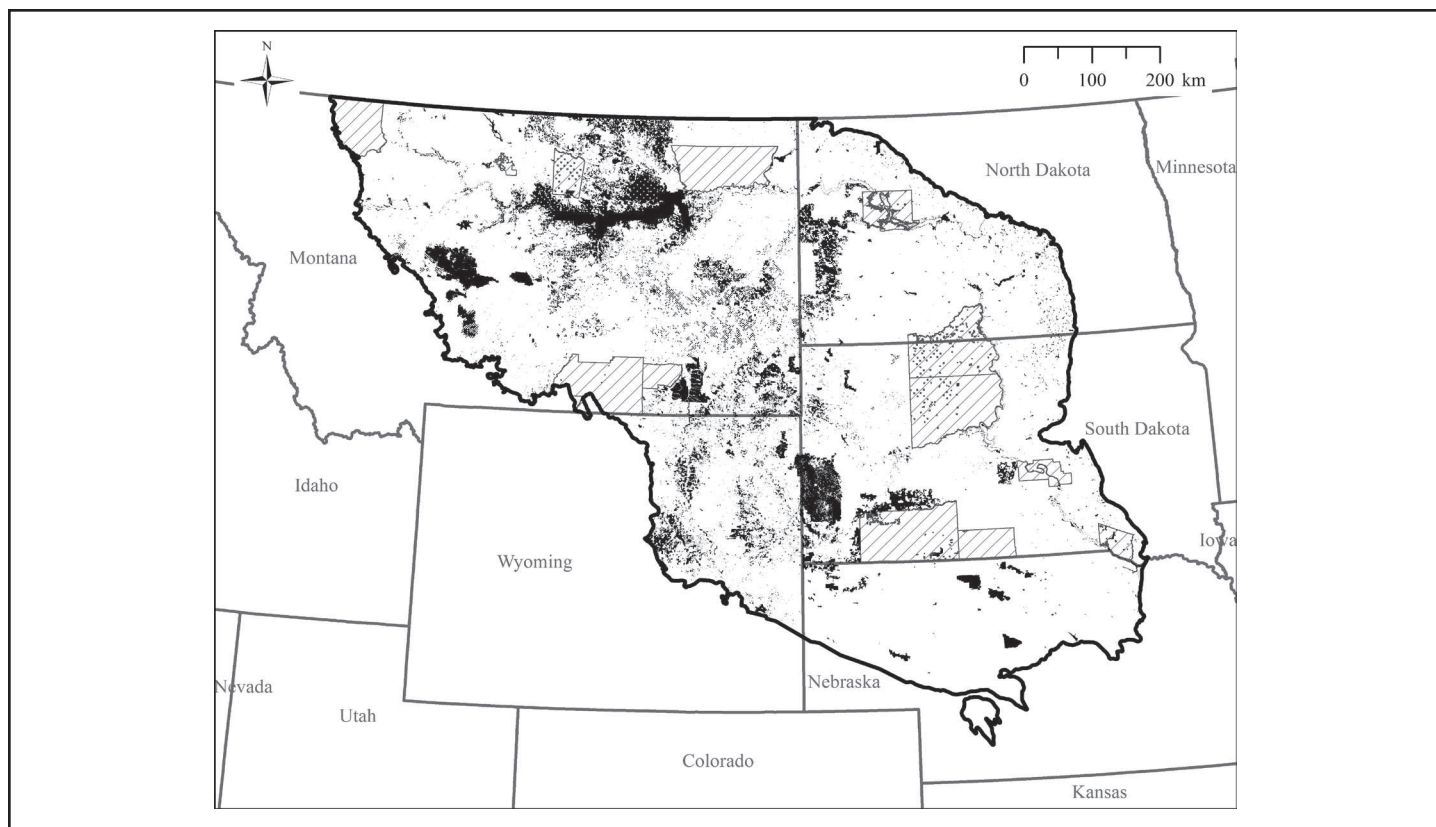 N
0 100 200 km
North Dakota
Minnesota
Montana
South Dakota
Idaho
Iowa
Wyoming
Nebraska
Nevada
Utah
Colorado
Kansas